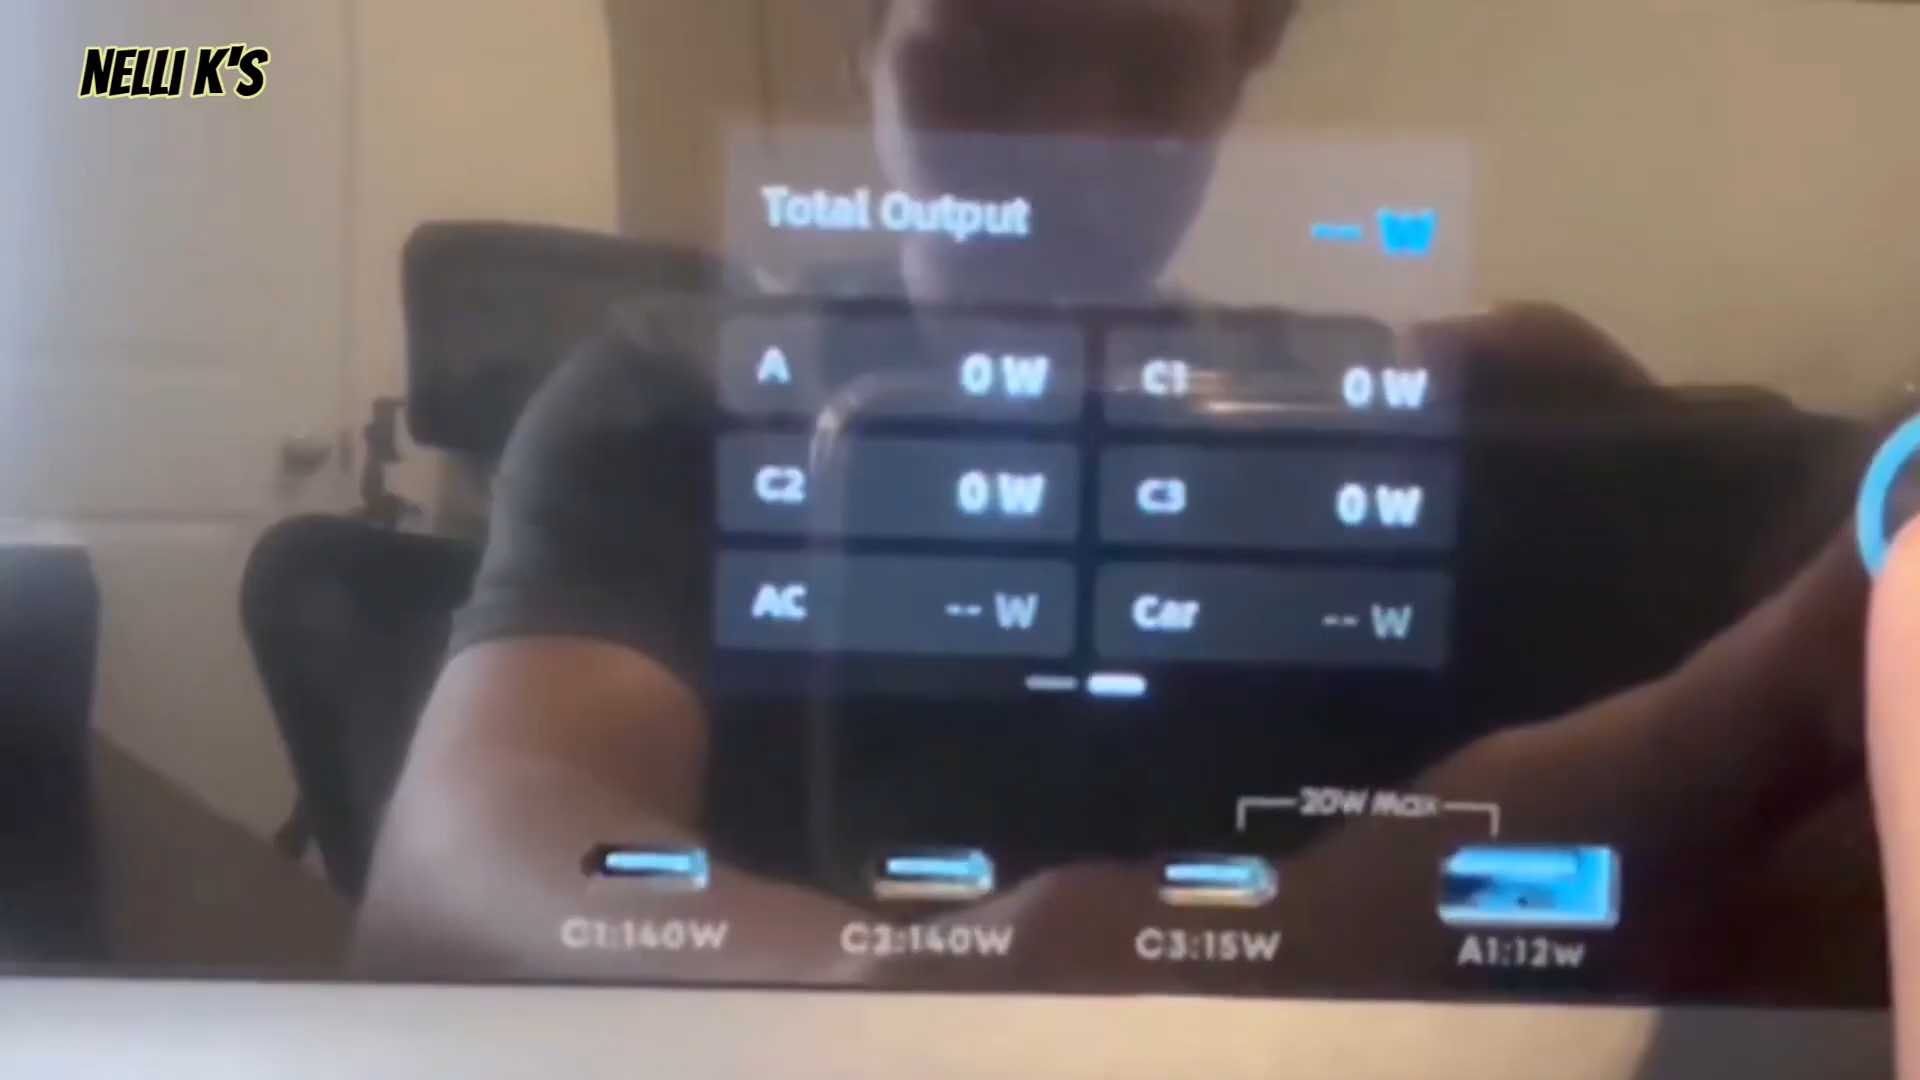 NELLI K'S
Total Output -- W
A 0 W C1 0 W
C2 0 W C3 0 W
AC -- W Car -- W
20W Max
C1:140W C2:140W C3:15W A1:12w